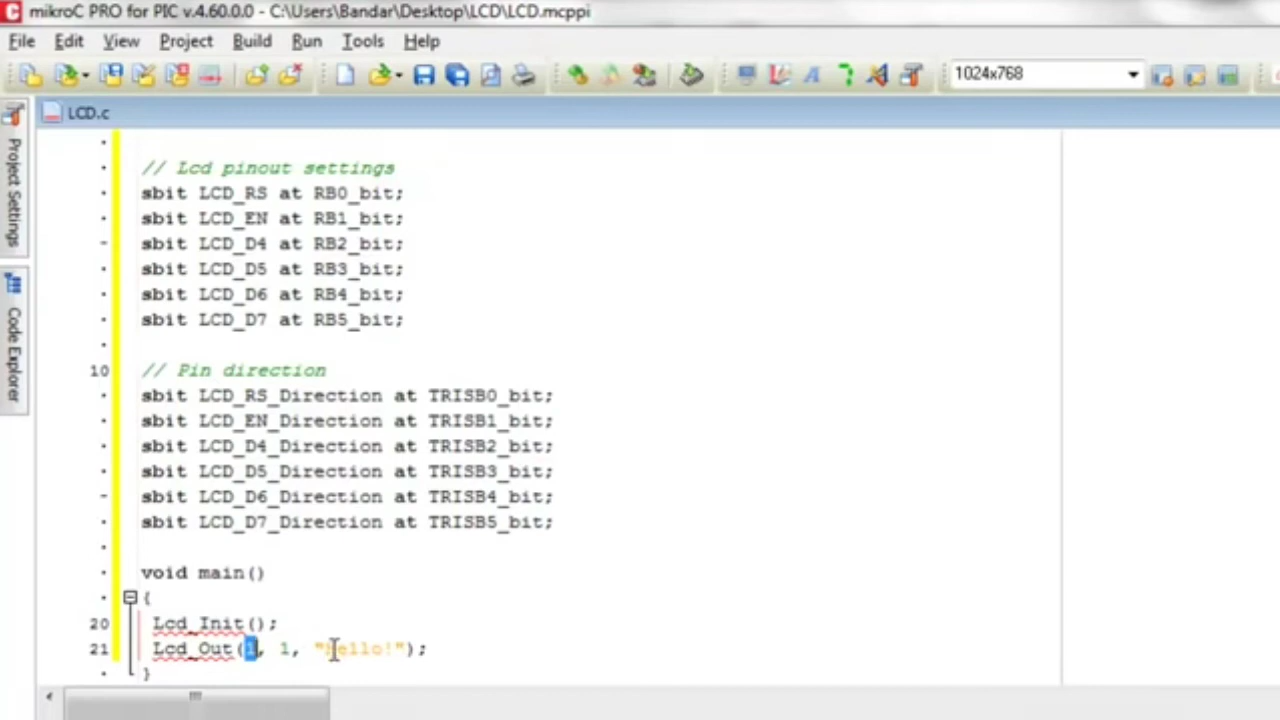 mikroC PRO for PIC v.4.60.0.0 - C:\Users\Bandar\Desktop\LCD\LCD.mcppi
File Edit View Project Build Run Tools Help
1024x768
LCD.c
Project Settings
Code Explorer
// Lcd pinout settings
sbit LCD_RS at RB0_bit;
sbit LCD_EN at RB1_bit;
sbit LCD_D4 at RB2_bit;
sbit LCD_D5 at RB3_bit;
sbit LCD_D6 at RB4_bit;
sbit LCD_D7 at RB5_bit;
10 // Pin direction
sbit LCD_RS_Direction at TRISB0_bit;
sbit LCD_EN_Direction at TRISB1_bit;
sbit LCD_D4_Direction at TRISB2_bit;
sbit LCD_D5_Direction at TRISB3_bit;
sbit LCD_D6_Direction at TRISB4_bit;
sbit LCD_D7_Direction at TRISB5_bit;
void main()
{
20 Lcd_Init();
21 Lcd_Out(1, 1, "Hello!");
}